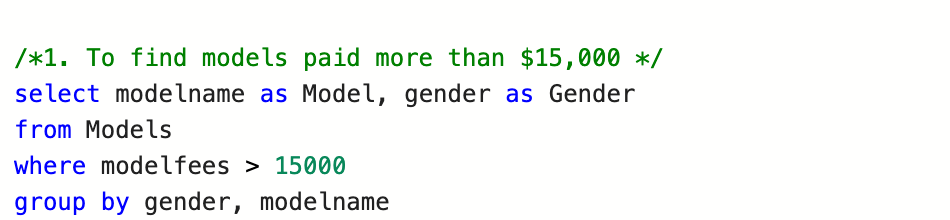 /*1. To find models paid more than $15,000 */
select modelname as Model, gender as Gender
from Models
where modelfees > 15000
group by gender, modelname